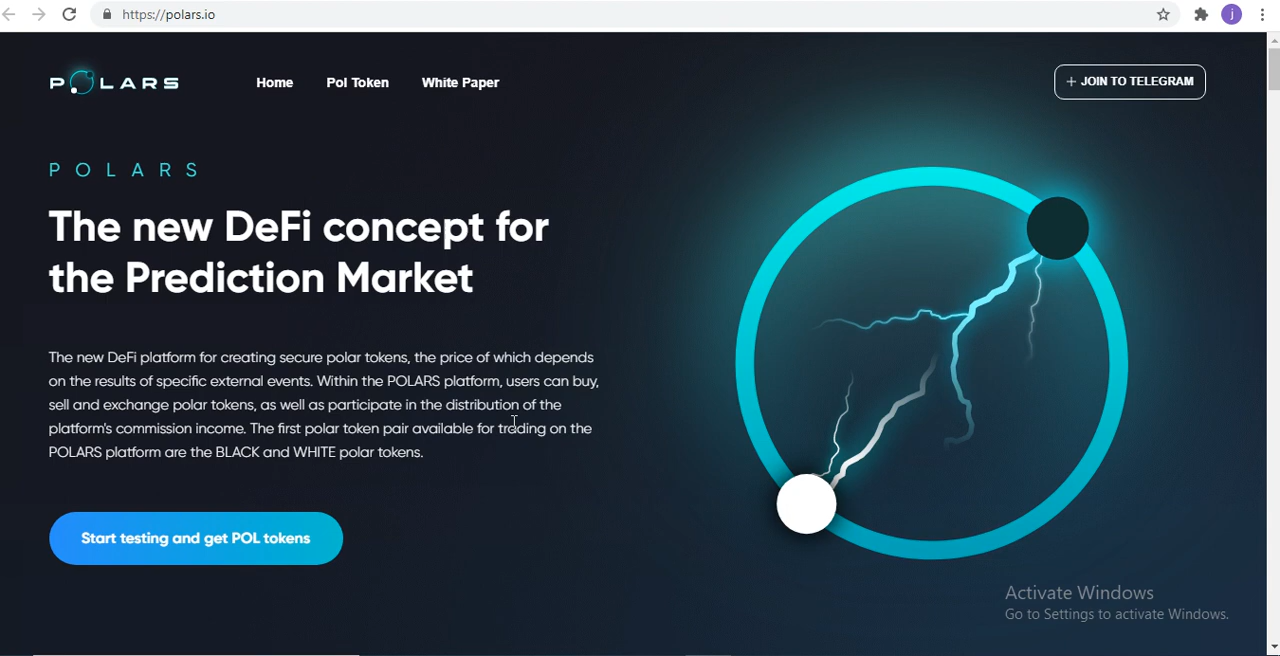 https://polars.io
j
POLARS
Home
Pol Token
White Paper
+ JOIN TO TELEGRAM
POLARS
The new DeFi concept for
the Prediction Market
The new DeFi platform for creating secure polar tokens, the price of which depends
on the results of specific external events. Within the POLARS platform, users can buy,
sell and exchange polar tokens, as well as participate in the distribution of the
platform's commission income. The first polar token pair available for trading on the
POLARS platform are the BLACK and WHITE polar tokens.
Start testing and get POL tokens
Activate Windows
Go to Settings to activate Windows.